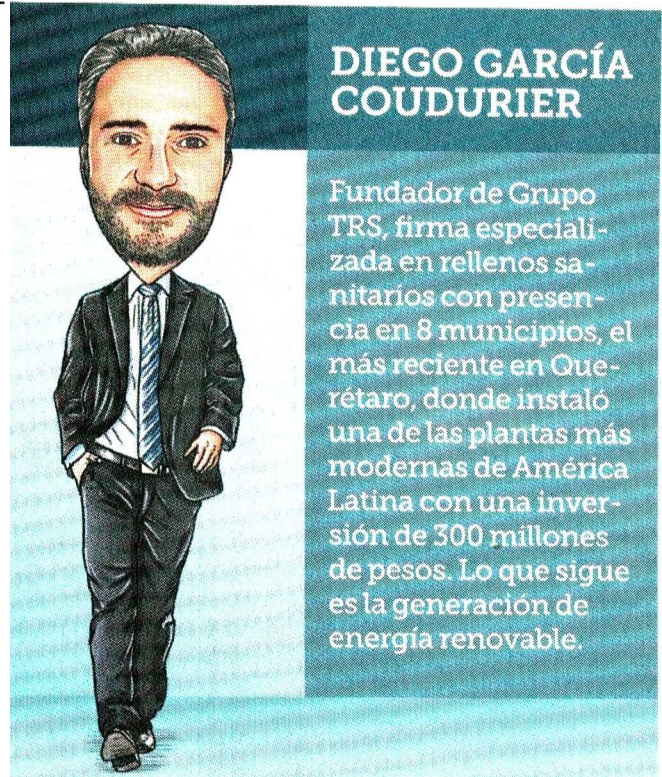 DIEGO GARCÍA
COUDURIER
Fundador de Grupo
TRS, firma especiali-
zada en rellenos sa-
nitarios con presen-
cia en 8 municipios, el
más reciente en Que-
rétaro, donde instaló
una de las plantas más
modernas de América
Latina con una inver-
sión de 300 millones
de pesos. Lo que sigue
es la generación de
energía renovable.